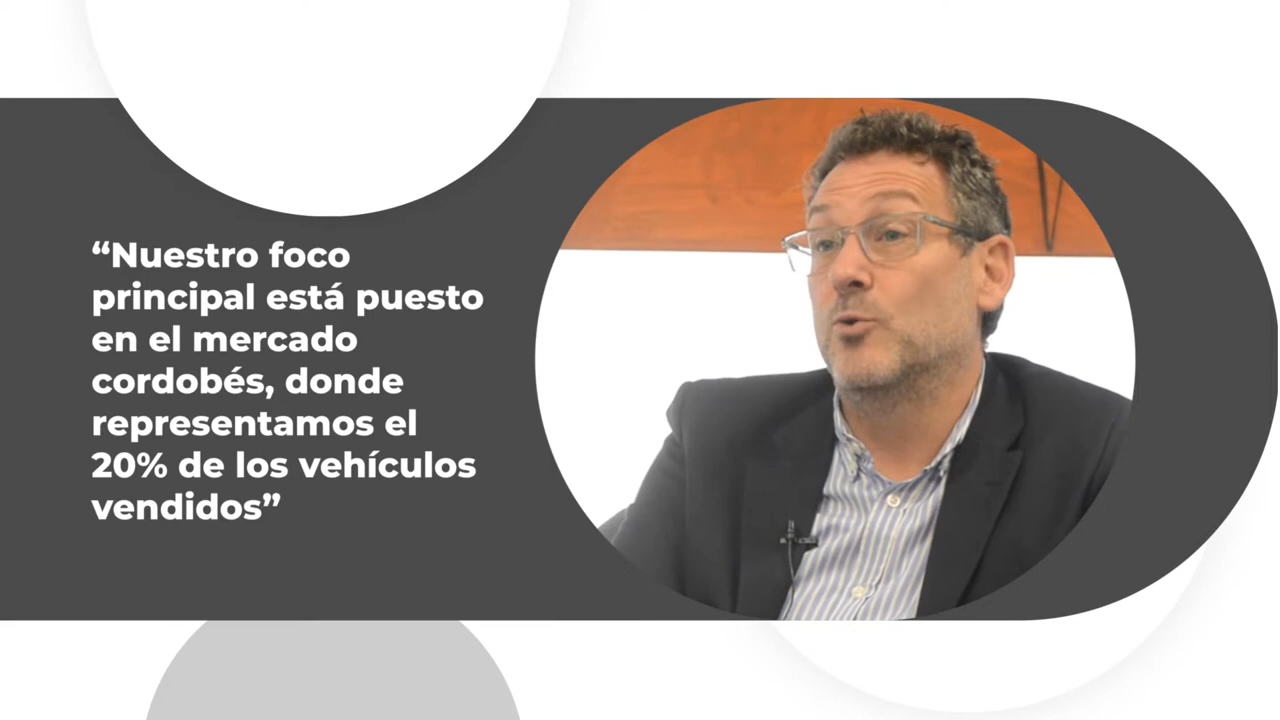 “Nuestro foco
principal está puesto
en el mercado
cordobés, donde
representamos el
20% de los vehículos
vendidos”